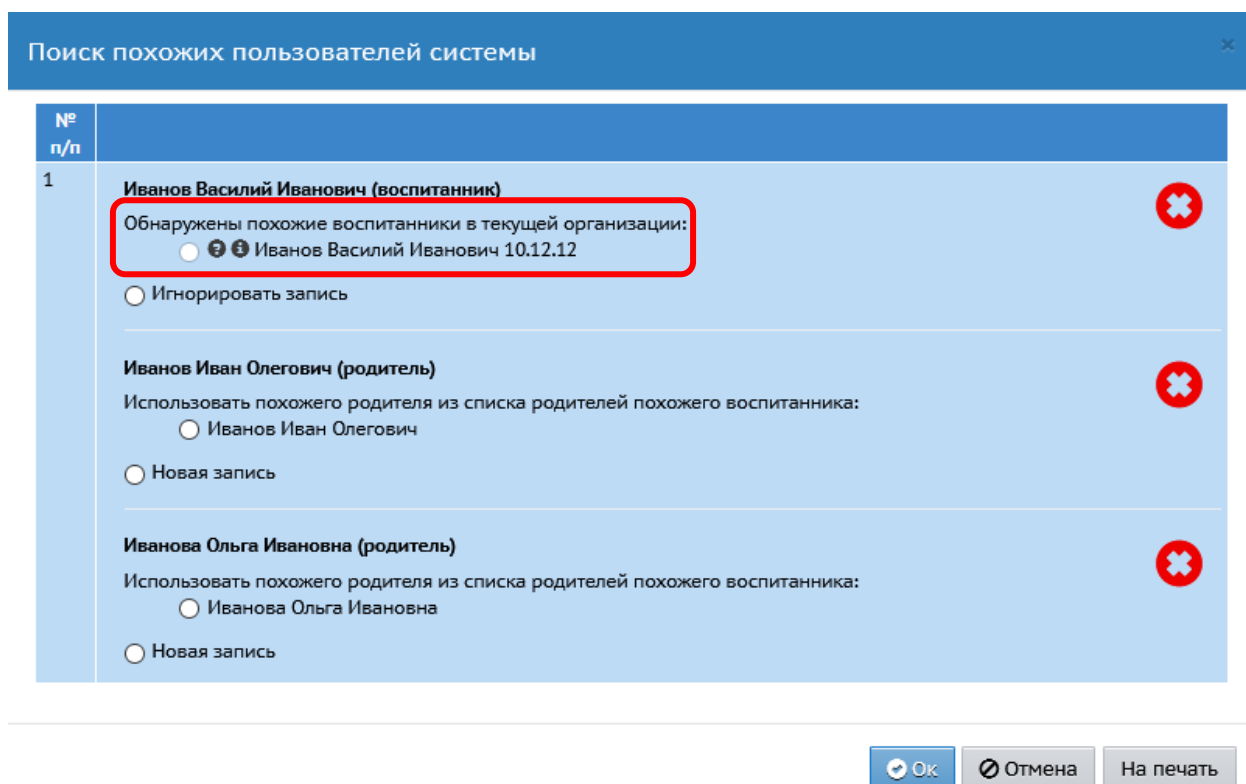 Поиск похожих пользователей системы
№
п/п
1
Иванов Василий Иванович (воспитанник)
Обнаружены похожие воспитанники в текущей организации:
Иванов Василий Иванович 10.12.12
Игнорировать запись
Иванов Иван Олегович (родитель)
Использовать похожего родителя из списка родителей похожего воспитанника:
Иванов Иван Олегович
Новая запись
Иванова Ольга Ивановна (родитель)
Использовать похожего родителя из списка родителей похожего воспитанника:
Иванова Ольга Ивановна
Новая запись
Ок Отмена На печать